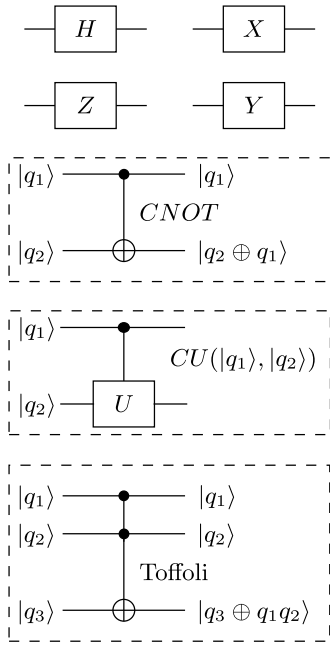 H X
Z Y
|q₁⟩ |q₁⟩
CNOT
|q₂⟩ |q₂ ⊕ q₁⟩
|q₁⟩
CU(|q₁⟩, |q₂⟩)
|q₂⟩ U
|q₁⟩ |q₁⟩
|q₂⟩ |q₂⟩
Toffoli
|q₃⟩ |q₃ ⊕ q₁q₂⟩